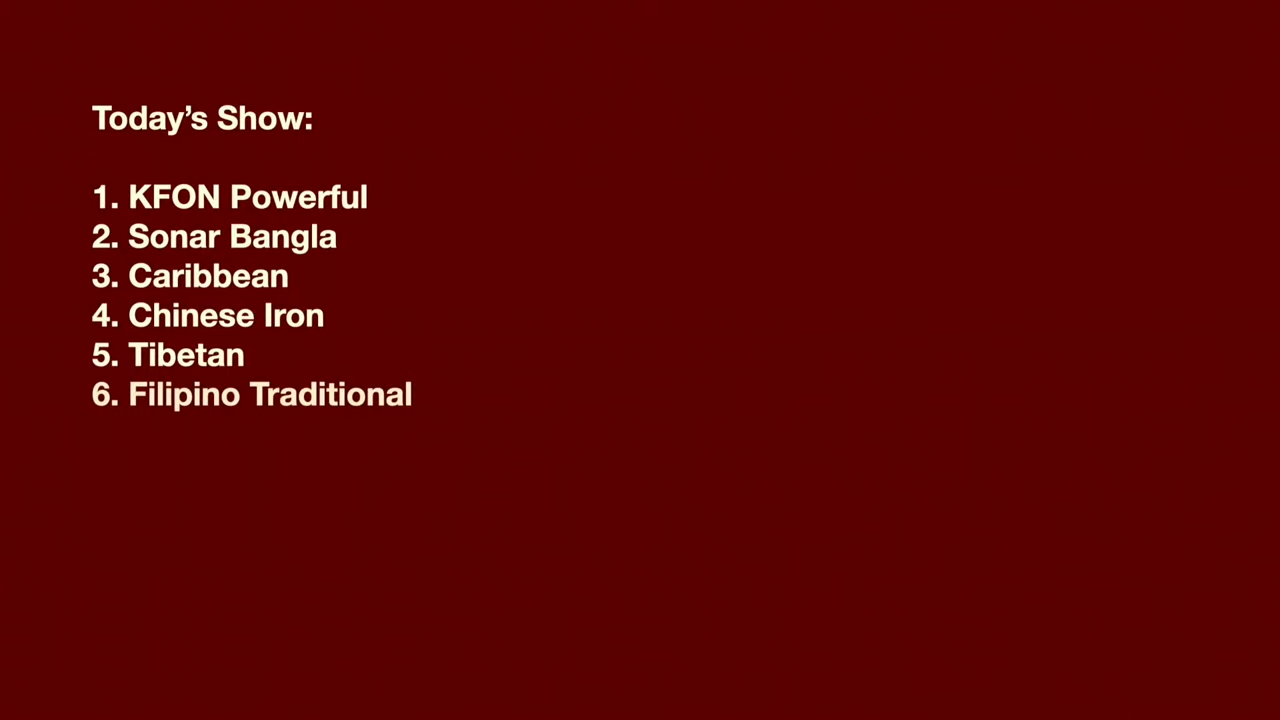 Today’s Show:
1. KFON Powerful
2. Sonar Bangla
3. Caribbean
4. Chinese Iron
5. Tibetan
6. Filipino Traditional